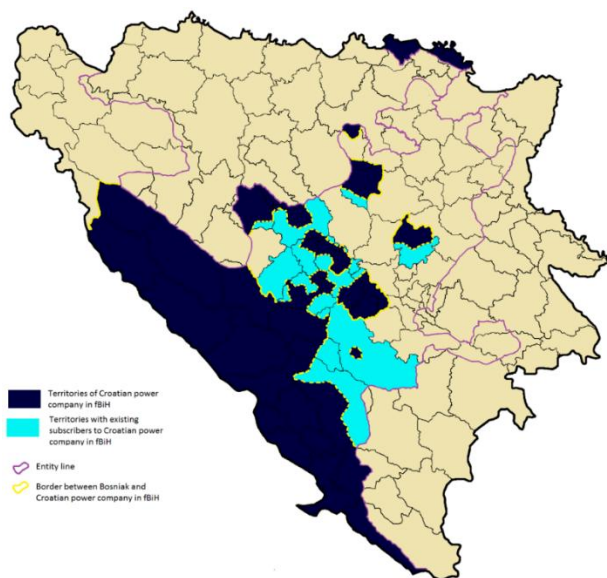 Territories of Croatian power
company in fBiH
Territories with existing
subscribers to Croatian power
company in fBiH
Entity line
Border between Bosniak and
Croatian power company in fBiH